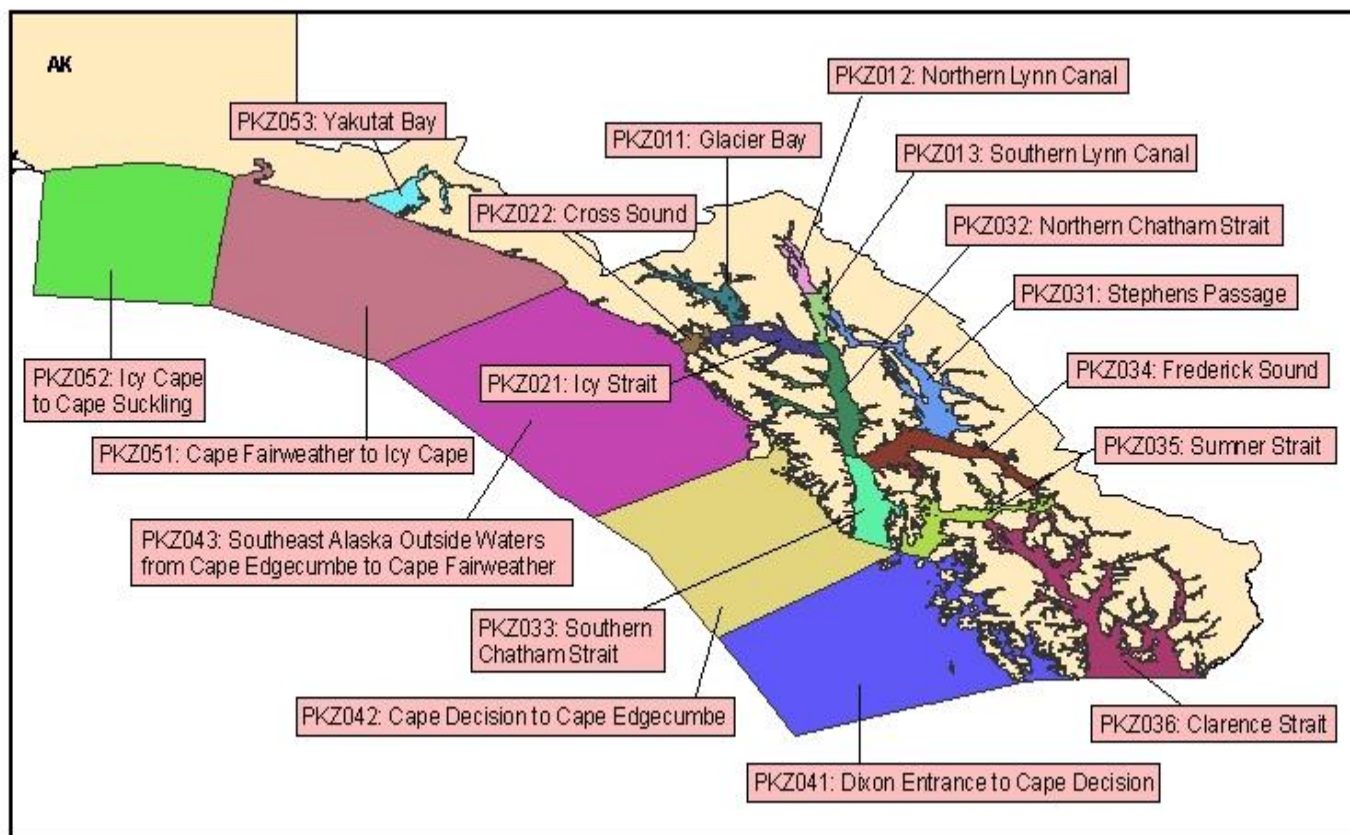 AK
PKZ012: Northern Lynn Canal
PKZ053: Yakutat Bay
PKZ011: Glacier Bay
PKZ013: Southern Lynn Canal
PKZ022: Cross Sound
PKZ032: Northern Chatham Strait
PKZ031: Stephens Passage
PKZ052: Icy Cape
to Cape Suckling
PKZ021: Icy Strait
PKZ034: Frederick Sound
PKZ051: Cape Fairweather to Icy Cape
PKZ035: Sumner Strait
PKZ043: Southeast Alaska Outside Waters
from Cape Edgecumbe to Cape Fairweather
PKZ033: Southern
Chatham Strait
PKZ042: Cape Decision to Cape Edgecumbe
PKZ036: Clarence Strait
PKZ041: Dixon Entrance to Cape Decision